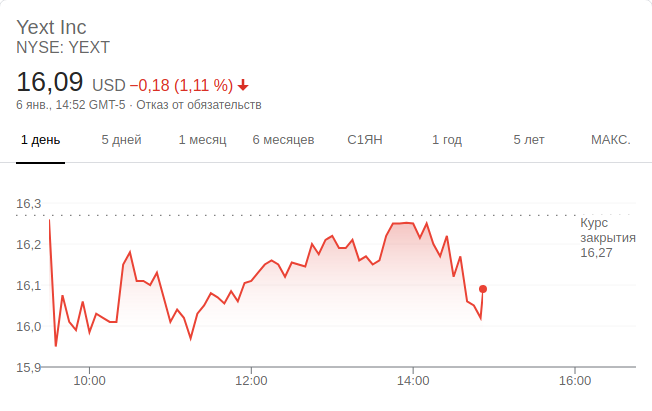 Yext Inc
NYSE: YEXT
16,09 USD −0,18 (1,11 %)
6 янв., 14:52 GMT-5 · Отказ от обязательств
1 день 5 дней 1 месяц 6 месяцев С1ЯН 1 год 5 лет МАКС.
16,3
Курс
закрытия
16,27
16,2
16,1
16,0
15,9
10:00 12:00 14:00 16:00